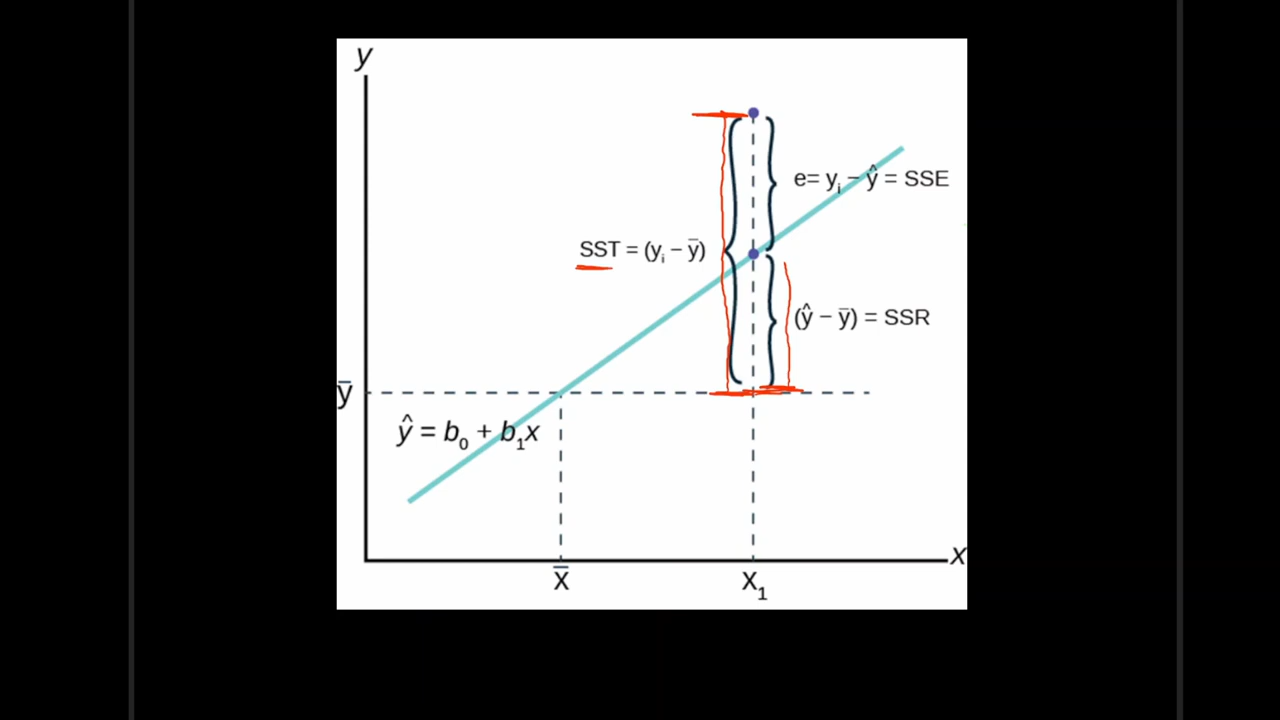 y
e= yᵢ − ŷ = SSE
SST = (yᵢ − ȳ)
(ŷ − ȳ) = SSR
ȳ
ŷ = b₀ + b₁x
x
x̄
x₁